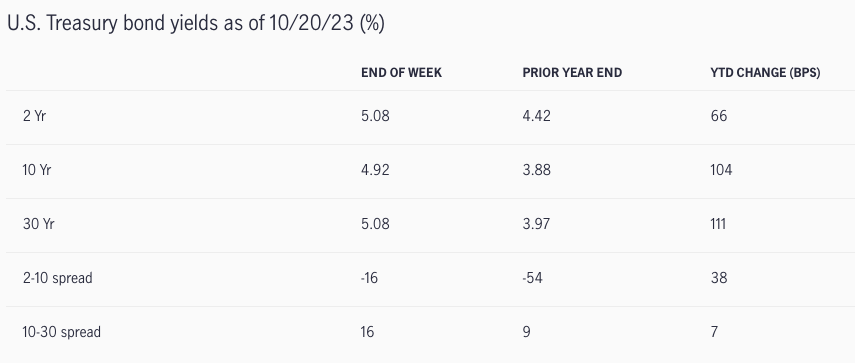 U.S. Treasury bond yields as of 10/20/23 (%)
END OF WEEK PRIOR YEAR END YTD CHANGE (BPS)
2 Yr 5.08 4.42 66
10 Yr 4.92 3.88 104
30 Yr 5.08 3.97 111
2-10 spread -16 -54 38
10-30 spread 16 9 7